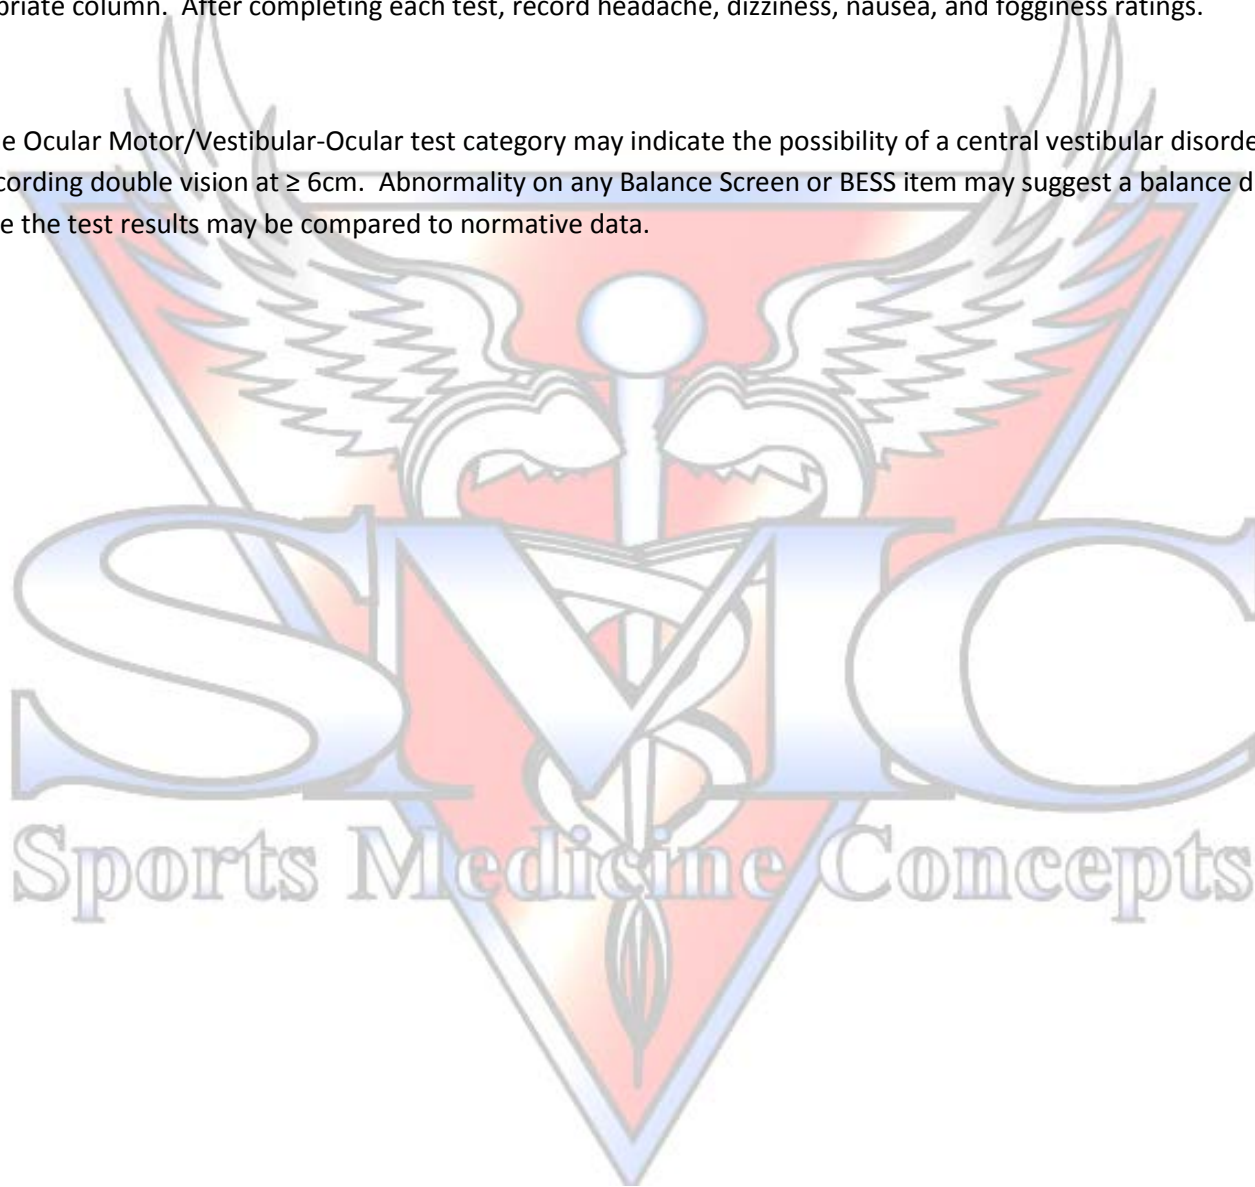 priate column. After completing each test, record headache, dizziness, nausea, and fogginess ratings.
e Ocular Motor/Vestibular-Ocular test category may indicate the possibility of a central vestibular disorde
cording double vision at ≥ 6cm. Abnormality on any Balance Screen or BESS item may suggest a balance d
e the test results may be compared to normative data.
SMC
Sports Medicine Concepts